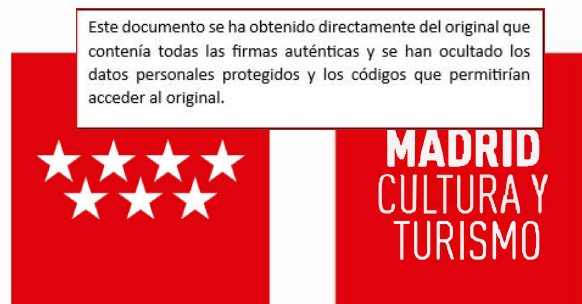 Este documento se ha obtenido directamente del original que
contenía todas las firmas auténticas y se han ocultado los
datos personales protegidos y los códigos que permitirían
acceder al original.
MADRID
CULTURA Y
TURISMO